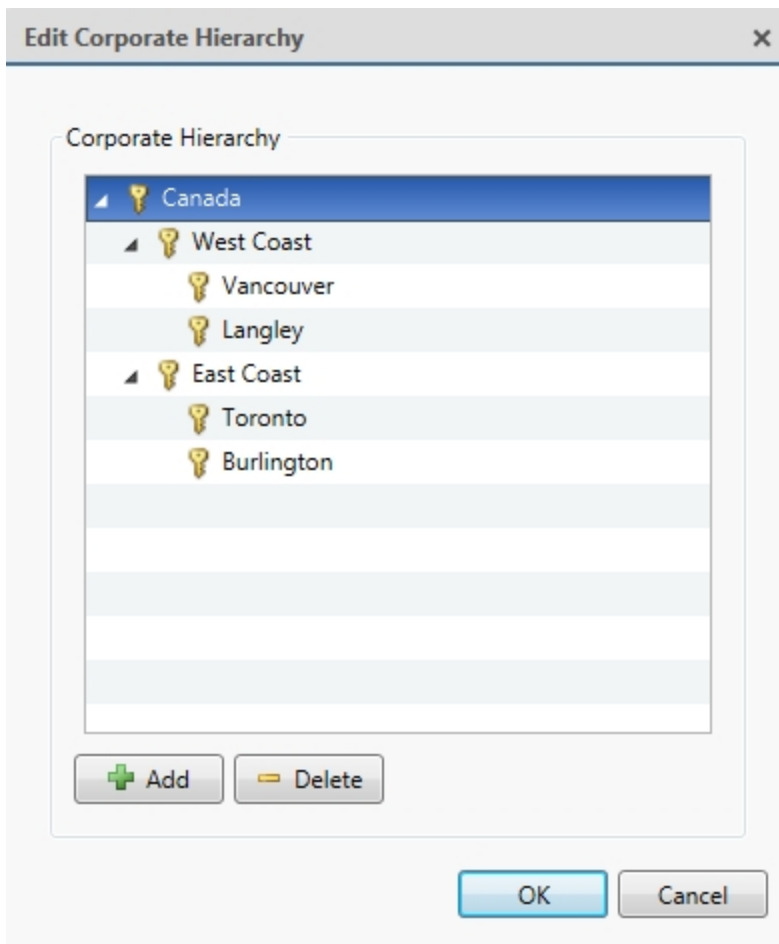 Edit Corporate Hierarchy
Corporate Hierarchy
Canada
West Coast
Vancouver
Langley
East Coast
Toronto
Burlington
Add Delete
OK Cancel